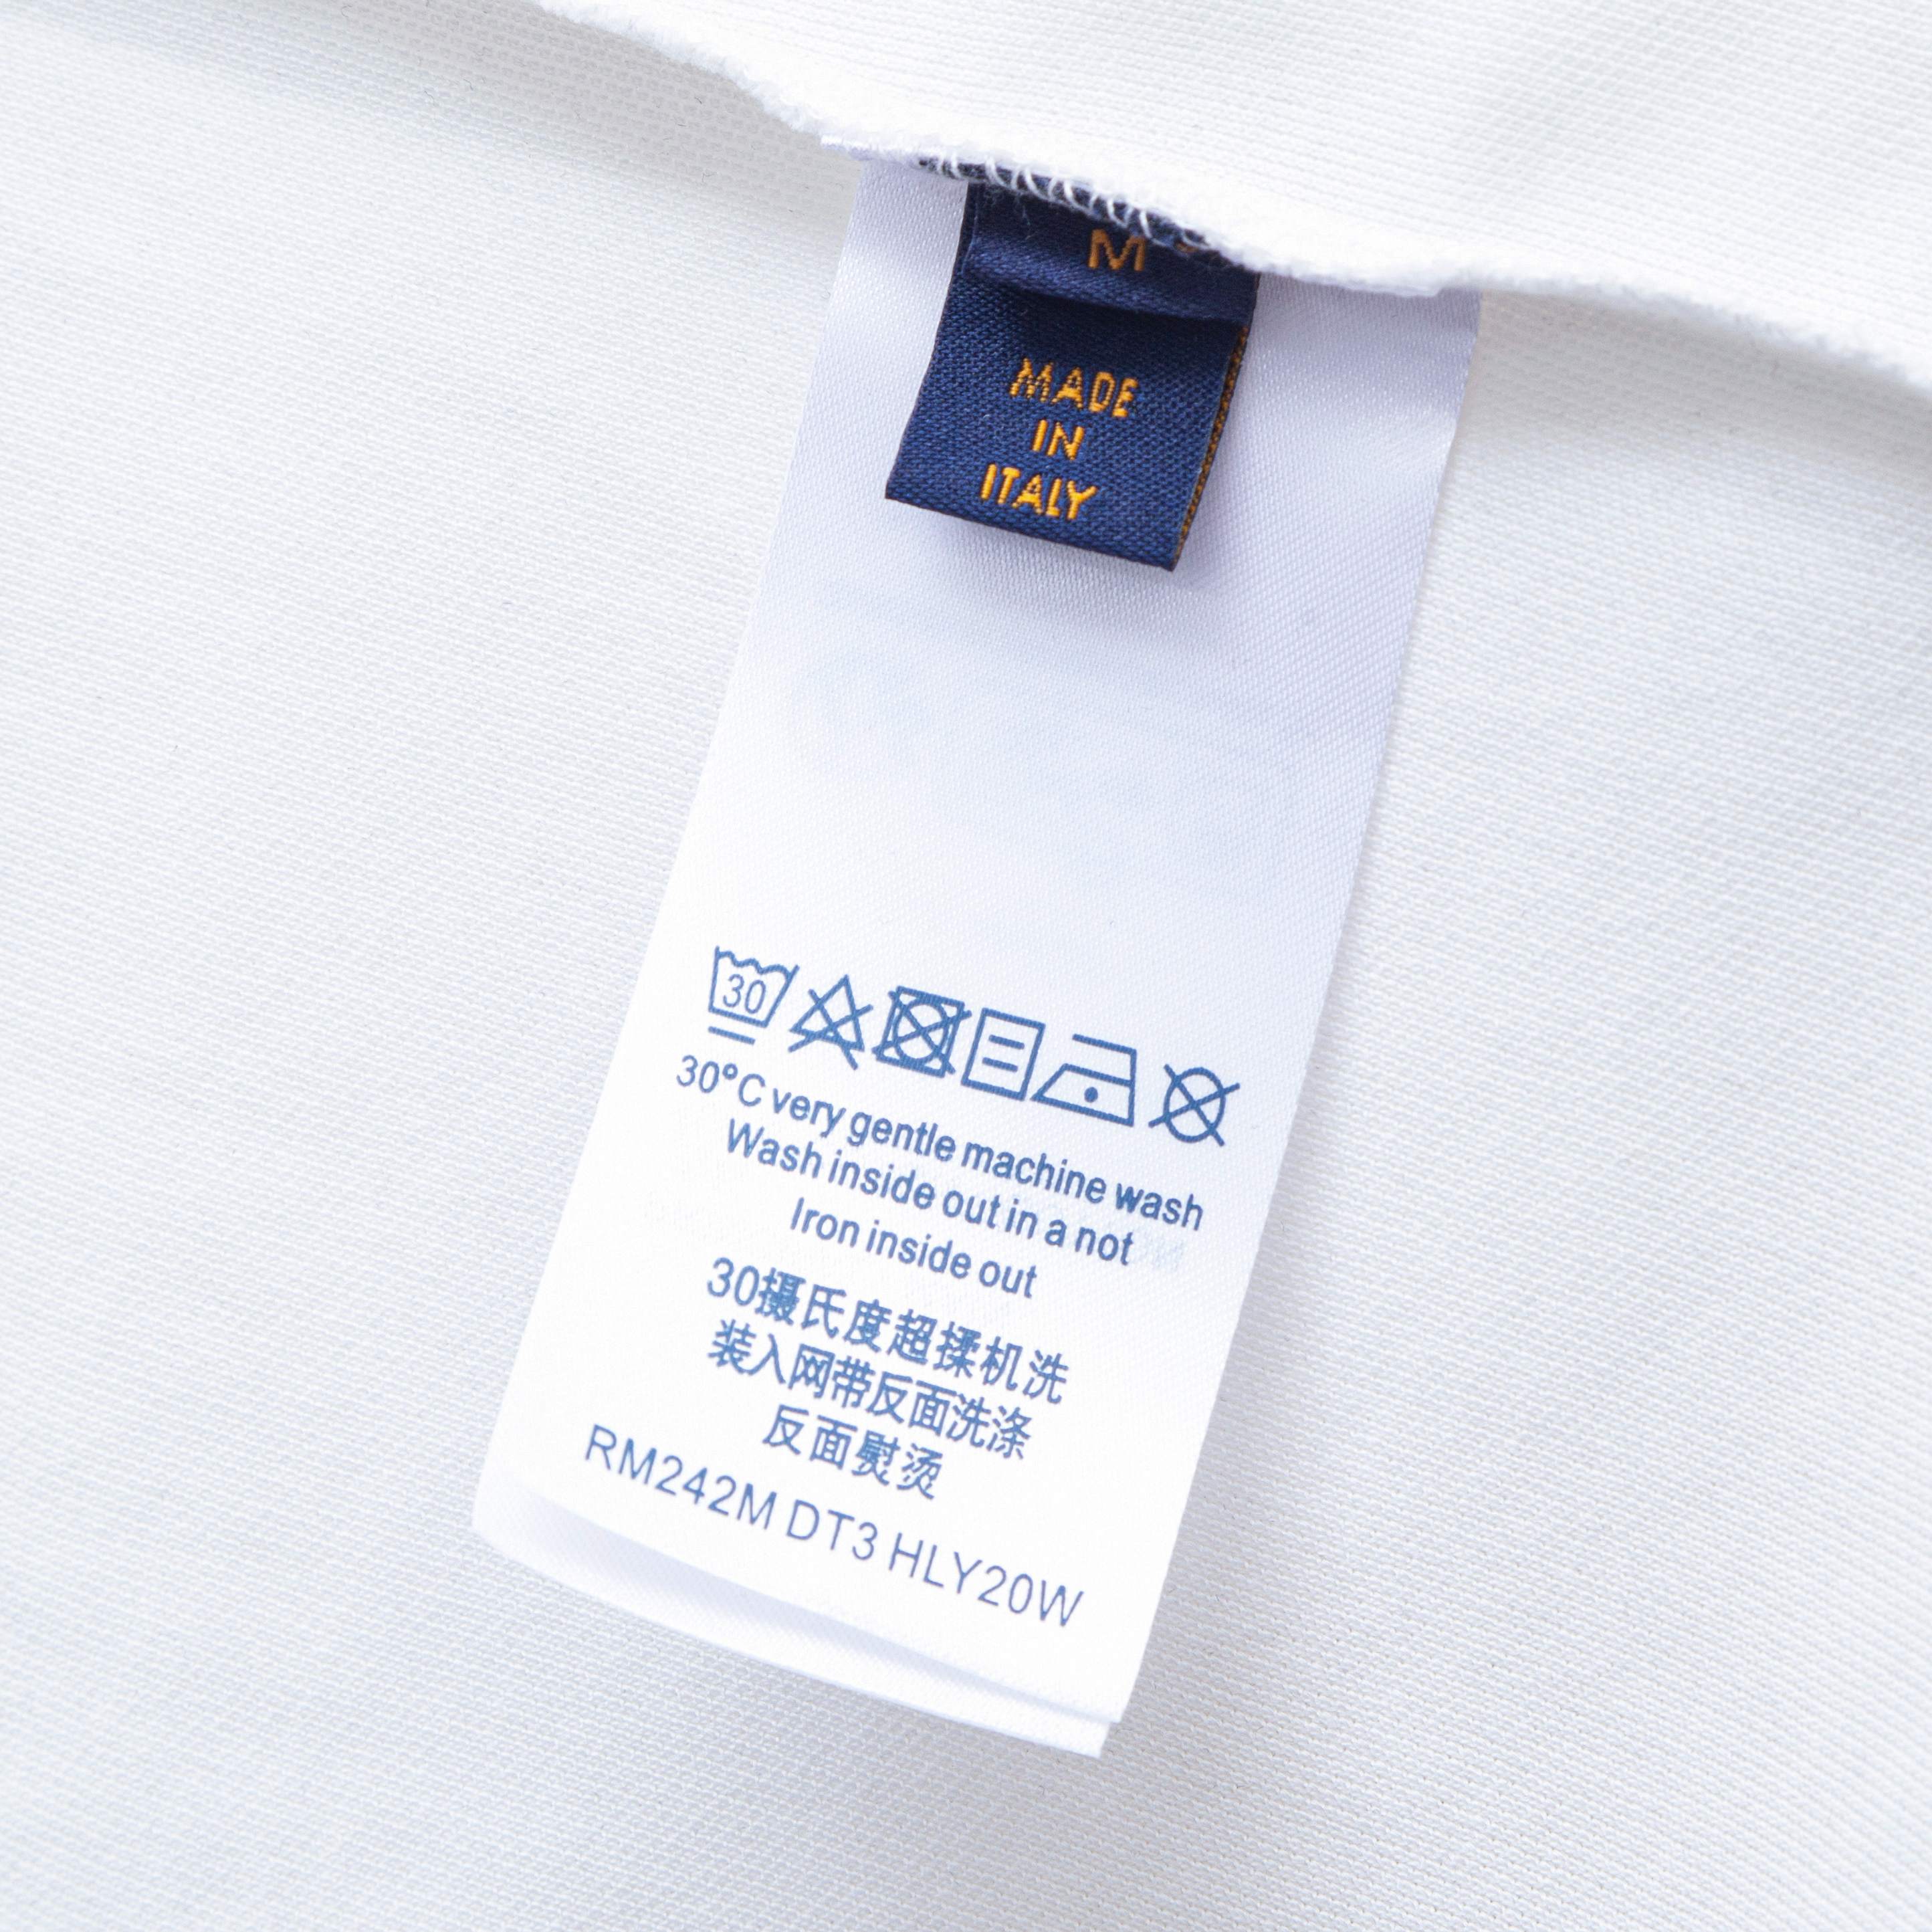 M
MADE
IN
ITALY
30
30°C very gentle machine wash
Wash inside out in a not
Iron inside out
30摄氏度超揉机洗
装入网带反面洗涤
反面熨烫
RM242M DT3 HLY20W